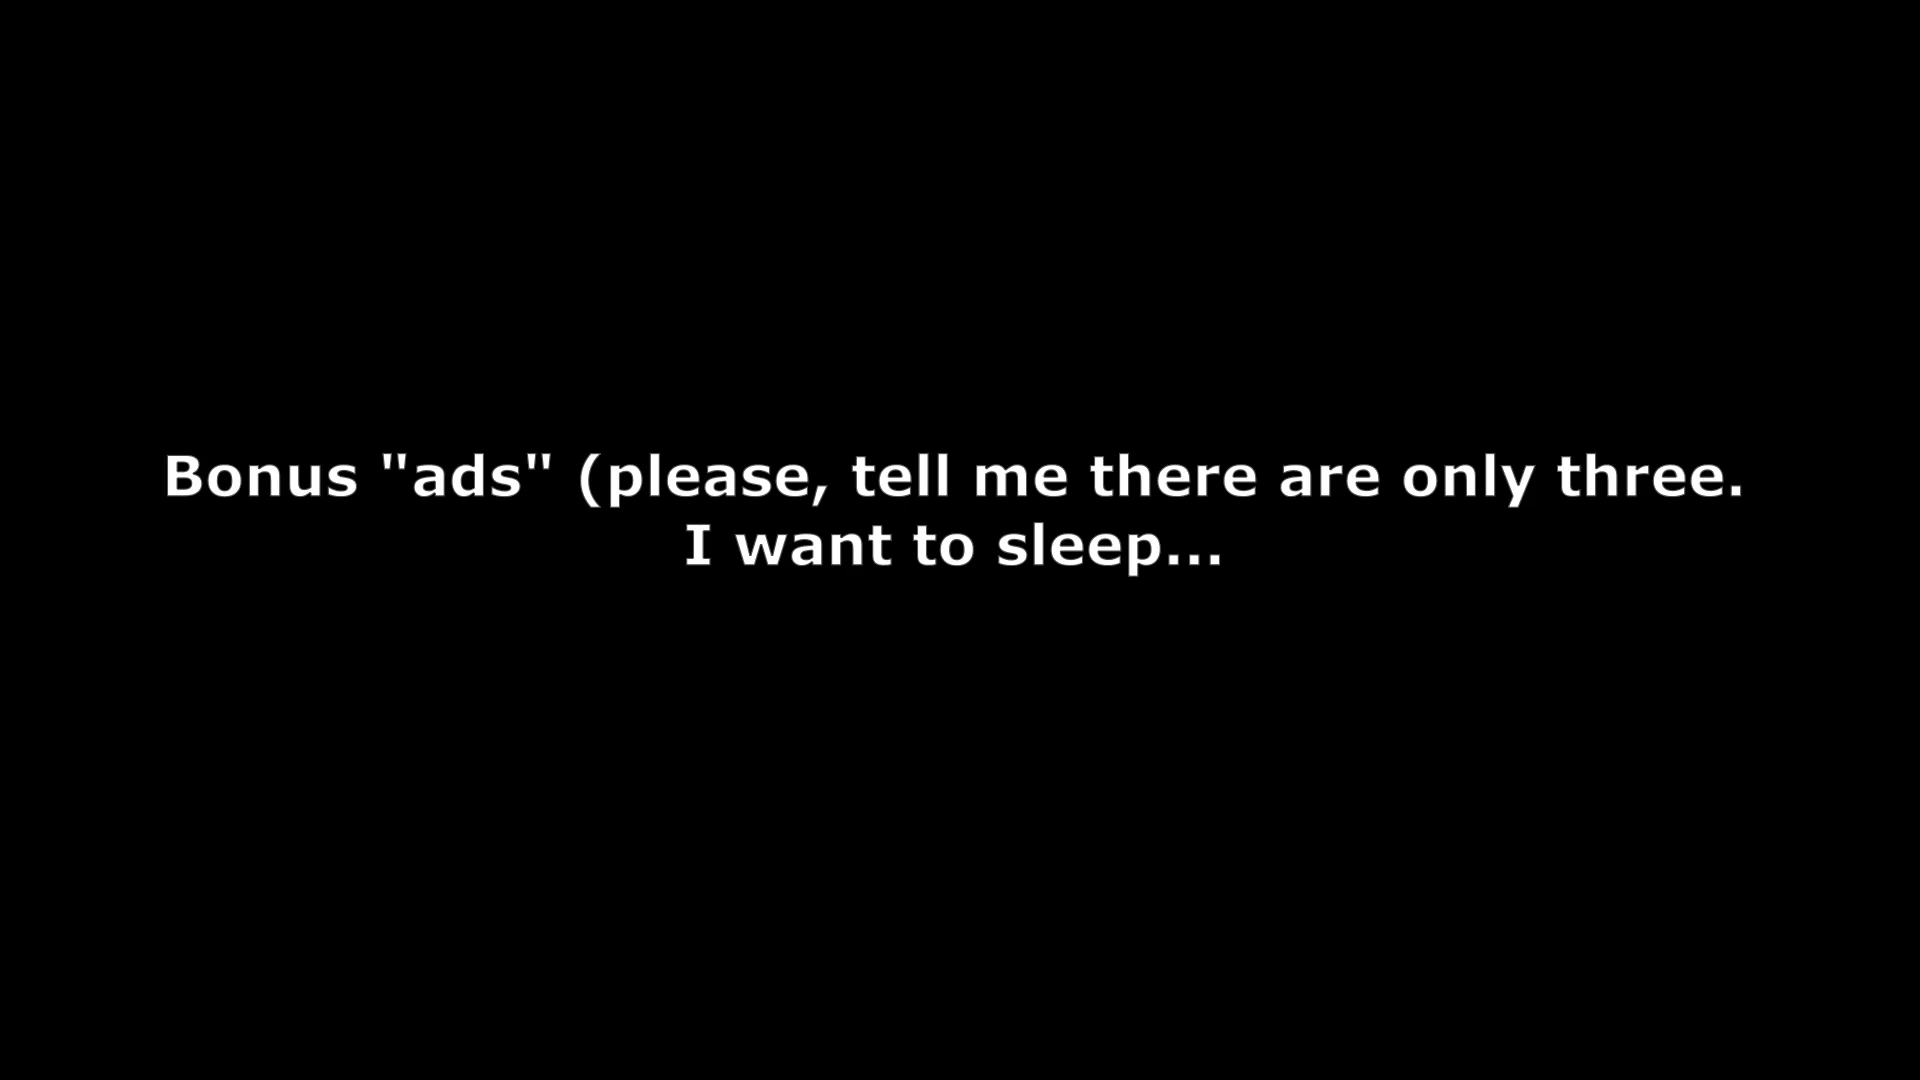 Bonus "ads" (please, tell me there are only three.
I want to sleep...